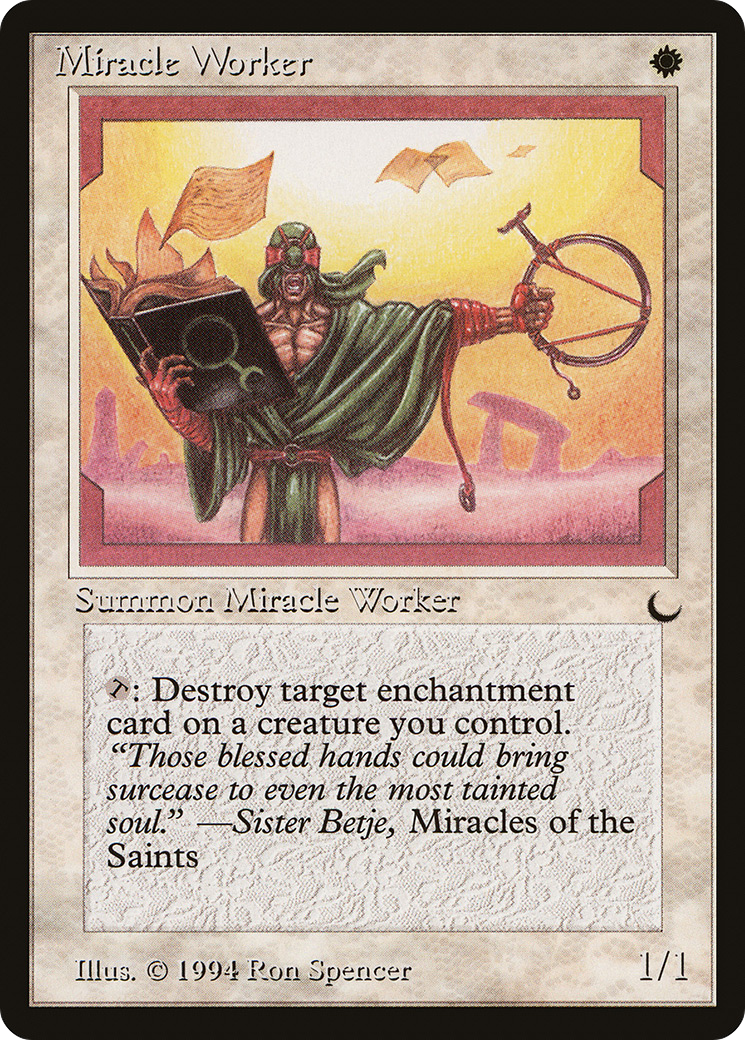 Miracle Worker
Summon Miracle Worker
T: Destroy target enchantment
card on a creature you control.
“Those blessed hands could bring
surcease to even the most tainted
soul.” —Sister Betje, Miracles of the
Saints
Illus. © 1994 Ron Spencer
1/1